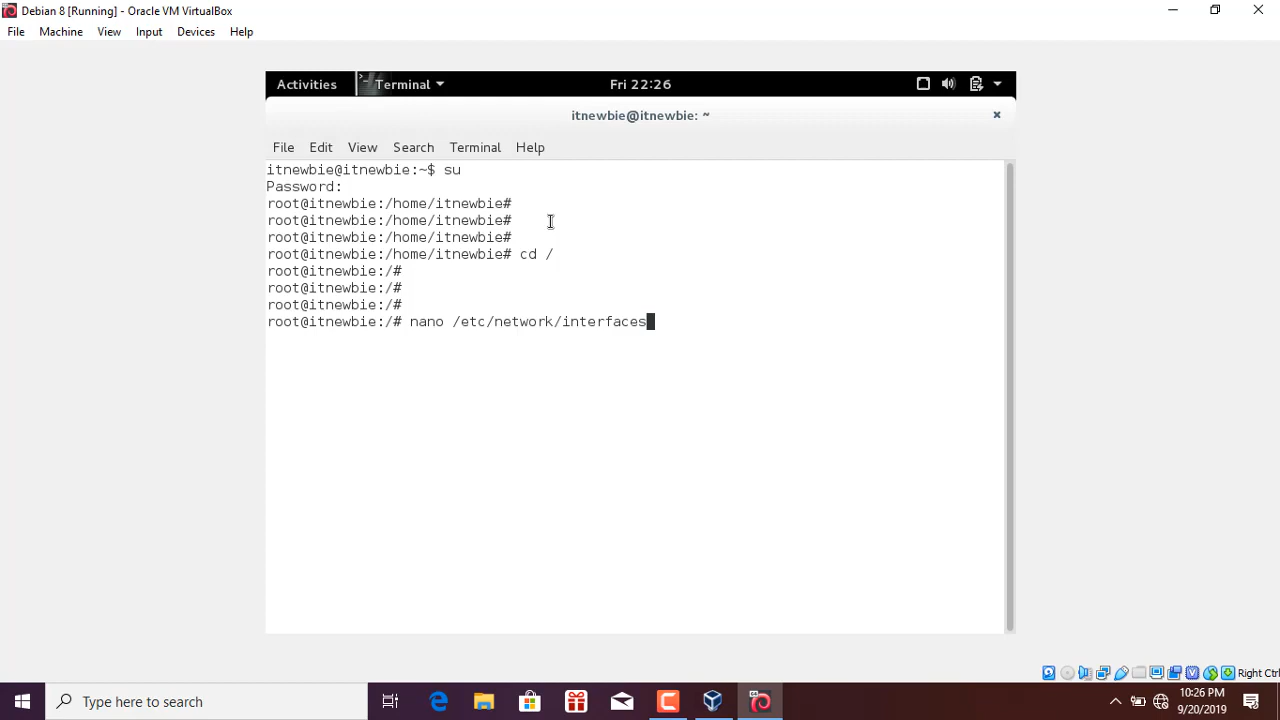 Debian 8 [Running] - Oracle VM VirtualBox
File Machine View Input Devices Help
Activities Terminal Fri 22:26
itnewbie@itnewbie: ~
File Edit View Search Terminal Help
itnewbie@itnewbie:~$ su
Password:
root@itnewbie:/home/itnewbie#
root@itnewbie:/home/itnewbie#
root@itnewbie:/home/itnewbie#
root@itnewbie:/home/itnewbie# cd /
root@itnewbie:/#
root@itnewbie:/#
root@itnewbie:/#
root@itnewbie:/# nano /etc/network/interfaces
Right Ctrl
Type here to search
10:26 PM
9/20/2019